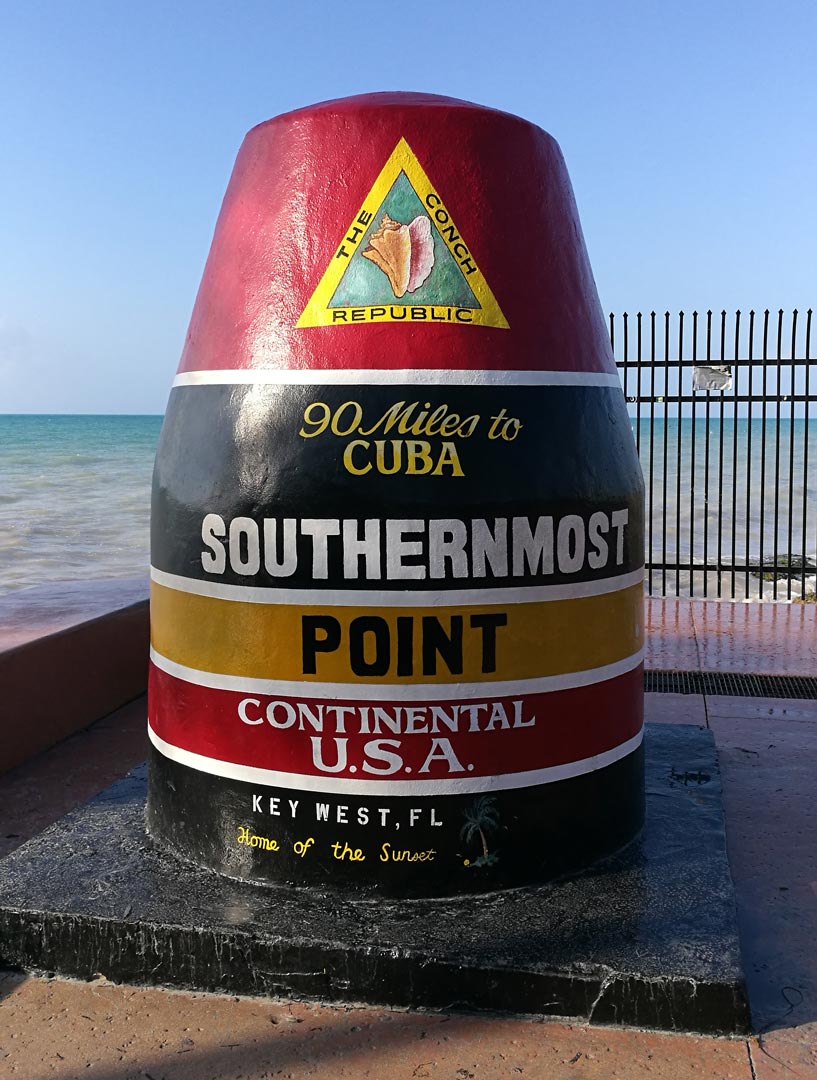 THE CONCH
REPUBLIC
90 Miles to
CUBA
SOUTHERNMOST
POINT
CONTINENTAL
U.S.A.
KEY WEST, FL
Home of the Sunset